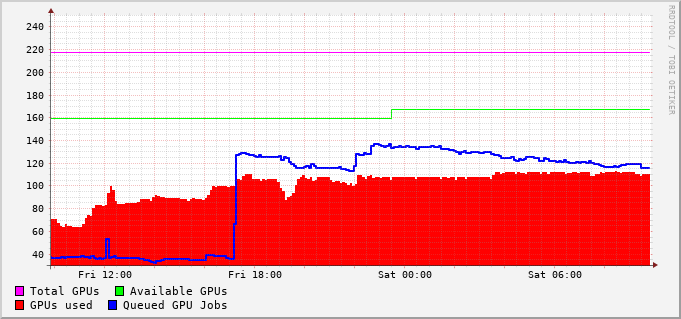 RRDTOOL / TOBI OETIKER
240
220
200
180
160
140
120
100
80
60
40
Fri 12:00 Fri 18:00 Sat 00:00 Sat 06:00
Total GPUs Available GPUs
GPUs used Queued GPU Jobs